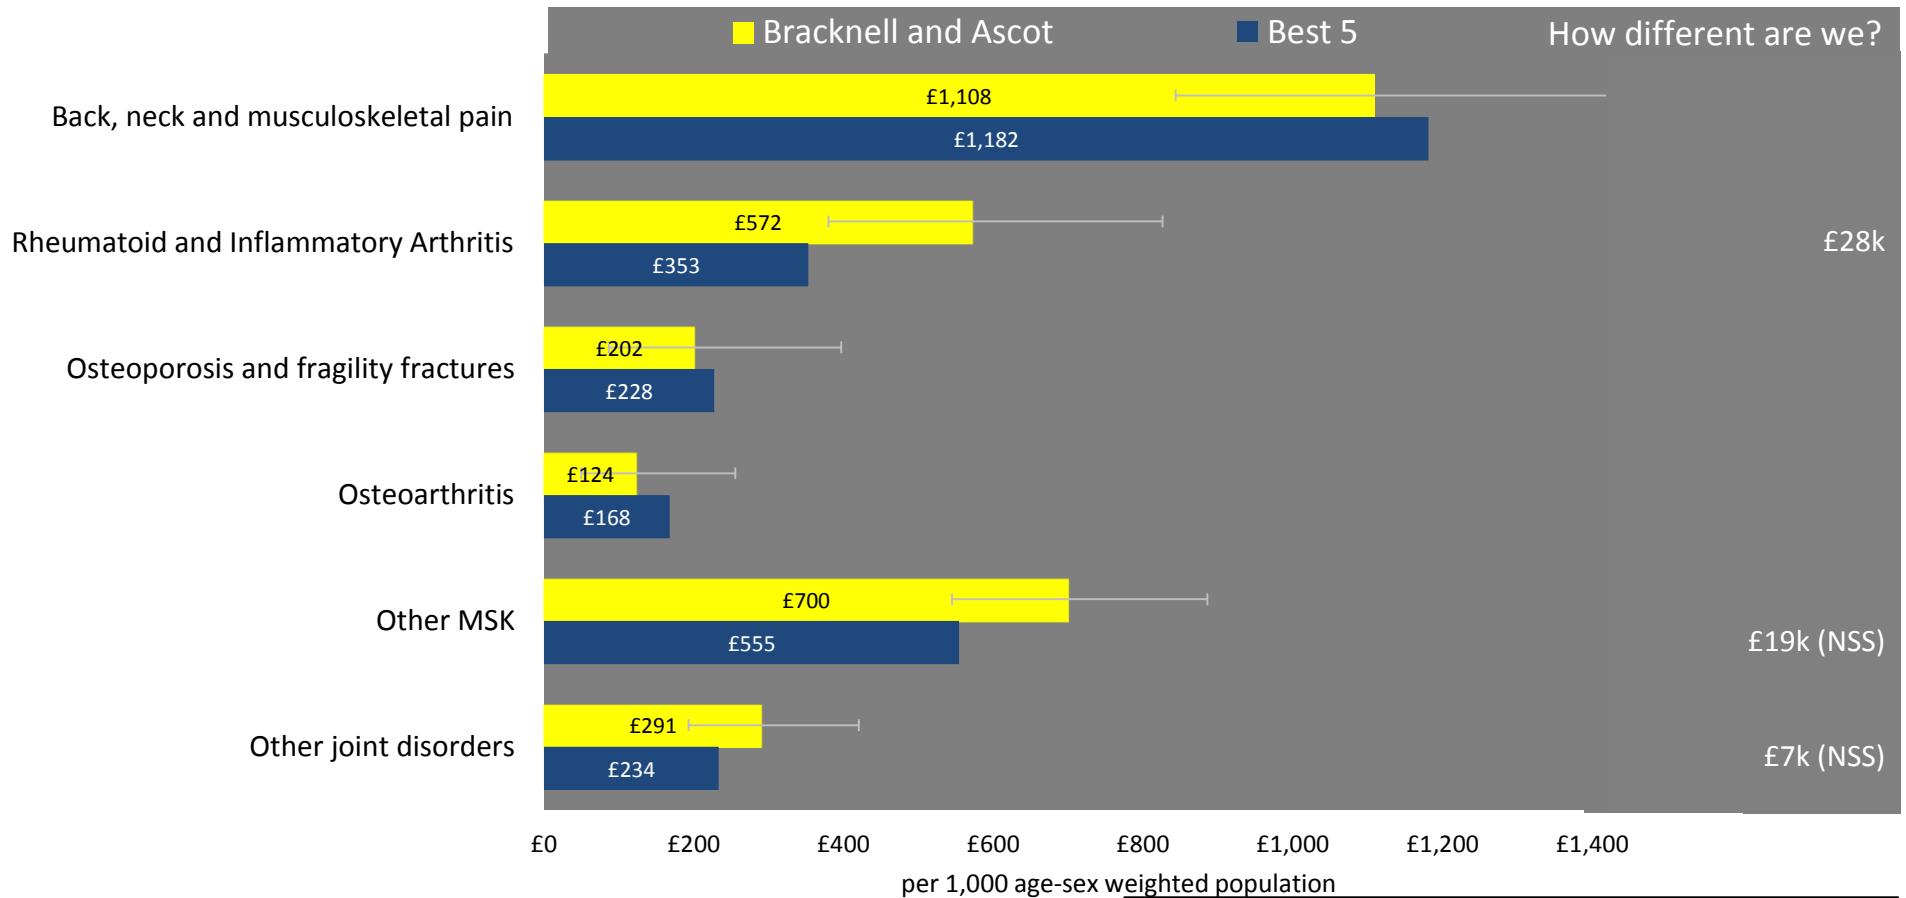 Bracknell and Ascot Best 5 How different are we?
Back, neck and musculoskeletal pain £1,108
£1,182
Rheumatoid and Inflammatory Arthritis £572
£353
£28k
Osteoporosis and fragility fractures £202
£228
Osteoarthritis £124
£168
Other MSK £700
£555
£19k (NSS)
Other joint disorders £291
£234
£7k (NSS)
£0 £200 £400 £600 £800 £1,000 £1,200 £1,400
per 1,000 age-sex weighted population